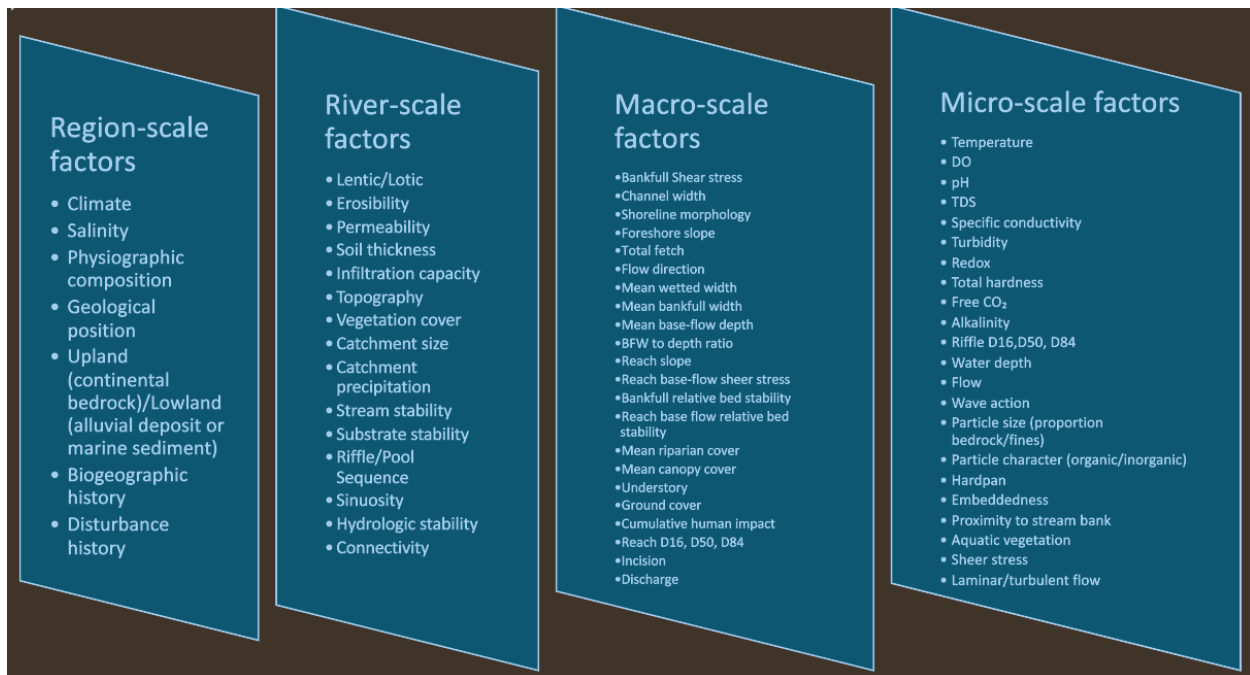 Region-scale
factors
• Climate
• Salinity
• Physiographic
composition
• Geological
position
• Upland
(continental
bedrock)/Lowland
(alluvial deposit or
marine sediment)
• Biogeographic
history
• Disturbance
history
River-scale
factors
• Lentic/Lotic
• Erosibility
• Permeability
• Soil thickness
• Infiltration capacity
• Topography
• Vegetation cover
• Catchment size
• Catchment
precipitation
• Stream stability
• Substrate stability
• Riffle/Pool
Sequence
• Sinuosity
• Hydrologic stability
• Connectivity
Macro-scale
factors
•Bankfull Shear stress
•Channel width
•Shoreline morphology
•Foreshore slope
•Total fetch
•Flow direction
•Mean wetted width
•Mean bankfull width
•Mean base-flow depth
•BFW to depth ratio
•Reach slope
•Reach base-flow sheer stress
•Bankfull relative bed stability
•Reach base flow relative bed
stability
•Mean riparian cover
•Mean canopy cover
•Understory
•Ground cover
•Cumulative human impact
•Reach D16, D50, D84
•Incision
•Discharge
Micro-scale factors
• Temperature
• DO
• pH
• TDS
• Specific conductivity
• Turbidity
• Redox
• Total hardness
• Free CO₂
• Alkalinity
• Riffle D16,D50, D84
• Water depth
• Flow
• Wave action
• Particle size (proportion
bedrock/fines)
• Particle character (organic/inorganic)
• Hardpan
• Embeddedness
• Proximity to stream bank
• Aquatic vegetation
• Sheer stress
• Laminar/turbulent flow